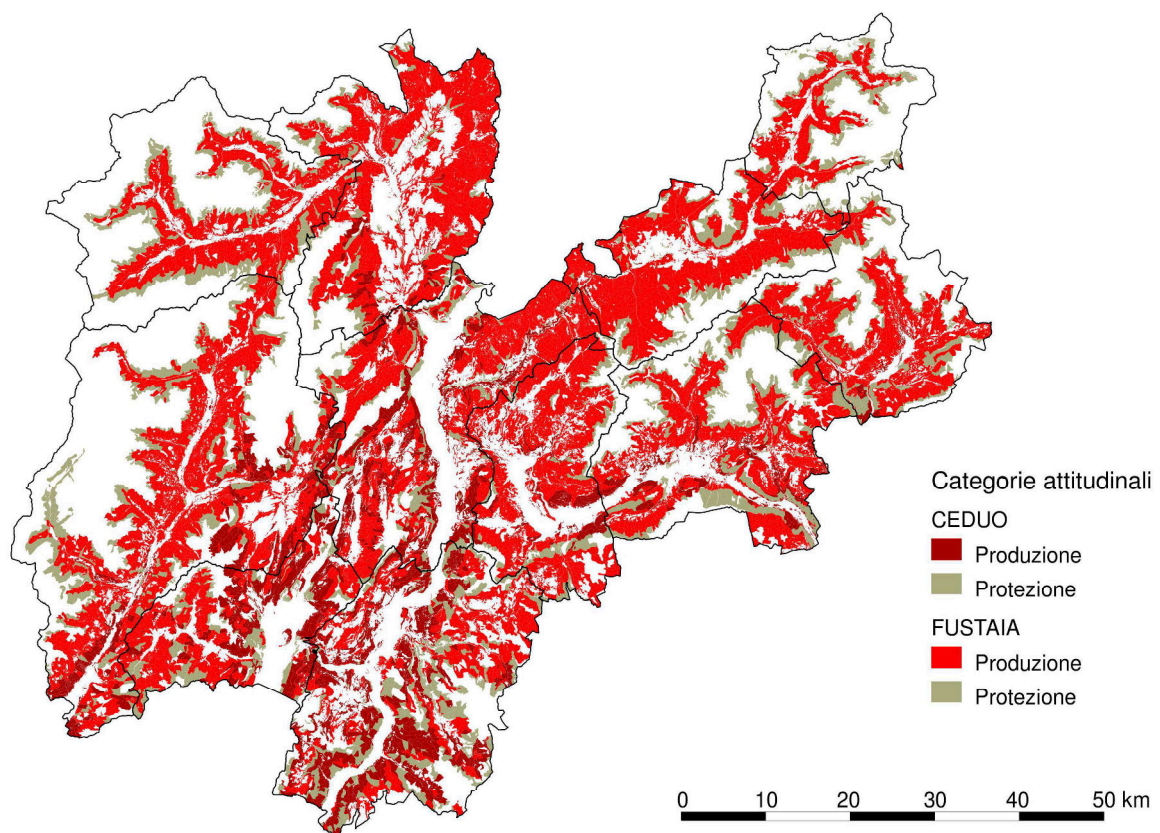 Categorie attitudinali
CEDUO
Produzione
Protezione
FUSTAIA
Produzione
Protezione
0 10 20 30 40 50 km